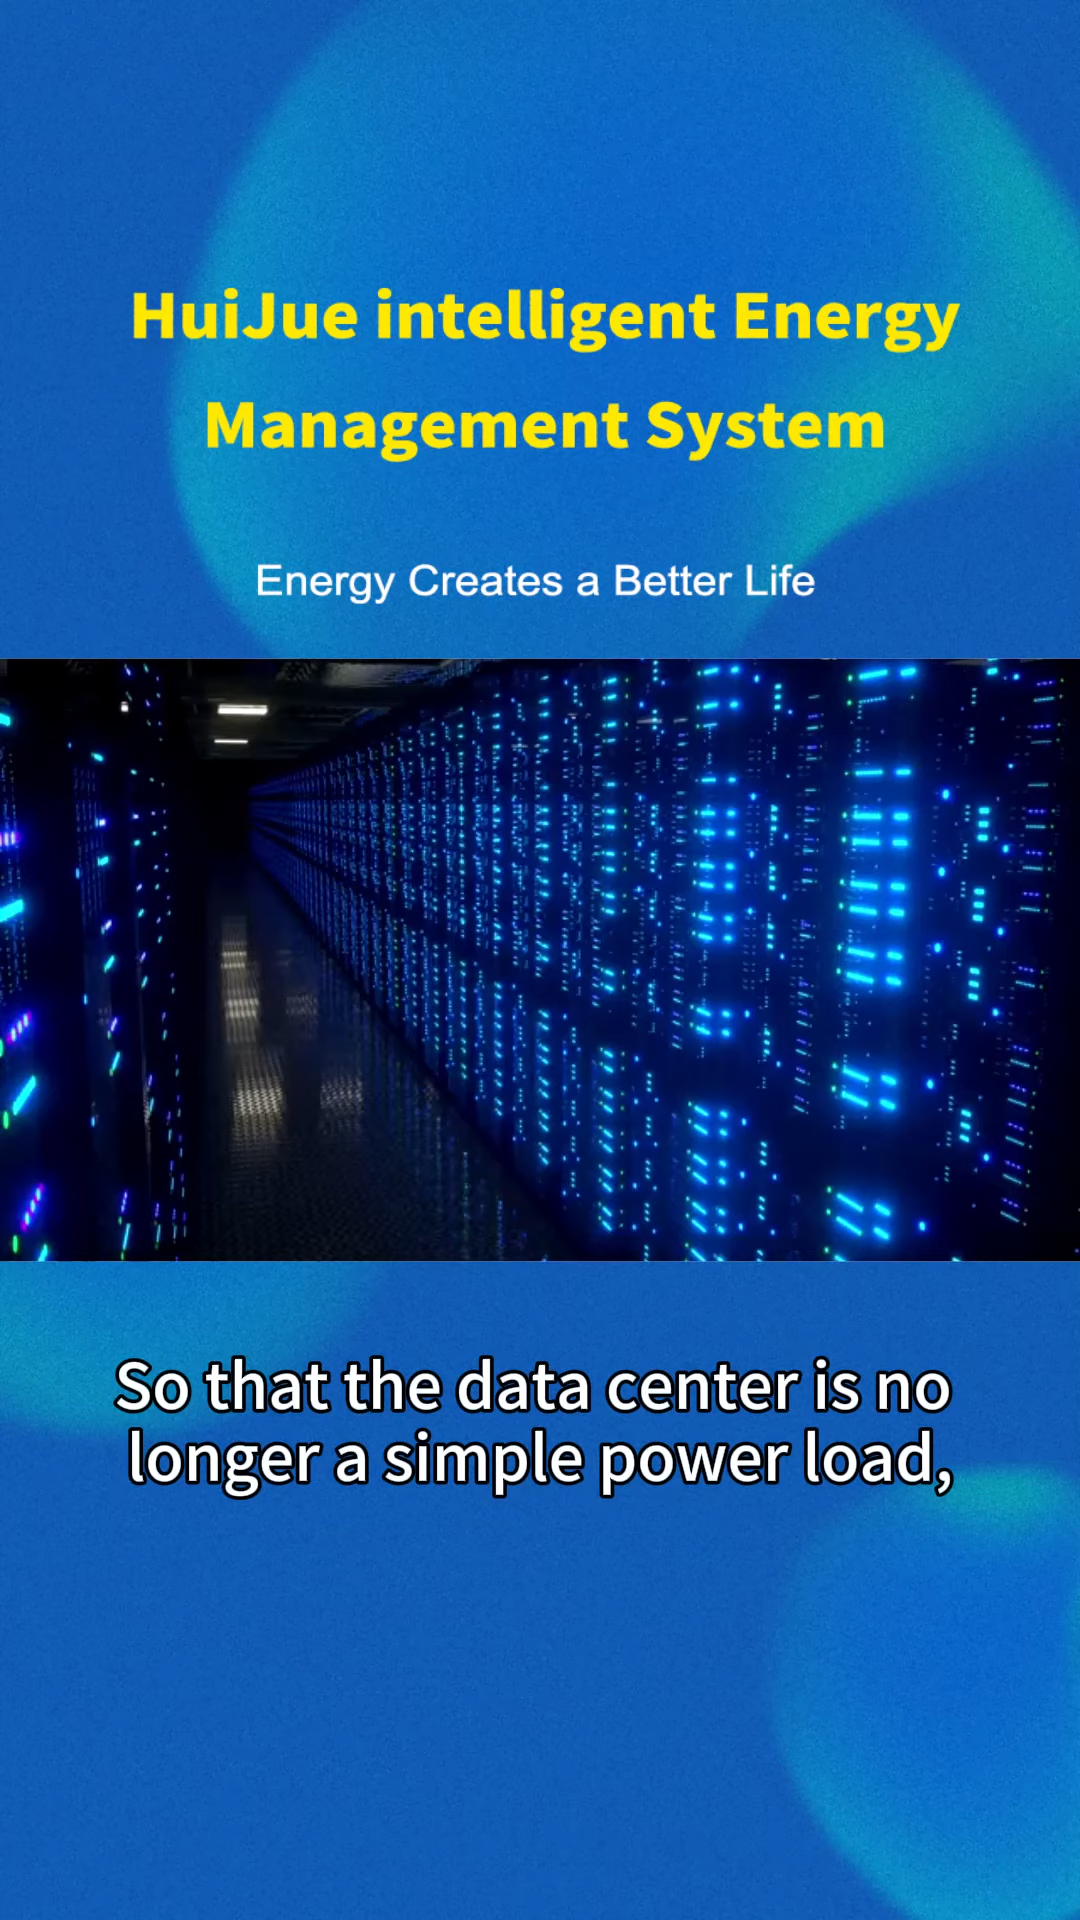 HuiJue intelligent Energy
Management System
Energy Creates a Better Life
So that the data center is no
longer a simple power load,